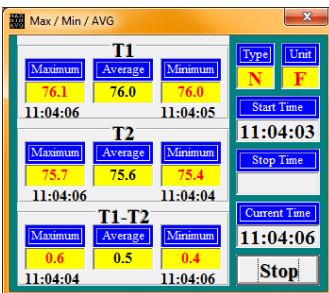 MAX MIN AVG Max / Min / AVG
T1
Maximum Average Minimum
76.1 76.0 76.0
11:04:06 11:04:05
T2
Maximum Average Minimum
75.7 75.6 75.4
11:04:06 11:04:04
T1-T2
Maximum Average Minimum
0.6 0.5 0.4
11:04:04 11:04:06
Type Unit
N F
Start Time
11:04:03
Stop Time
Current Time
11:04:06
Stop